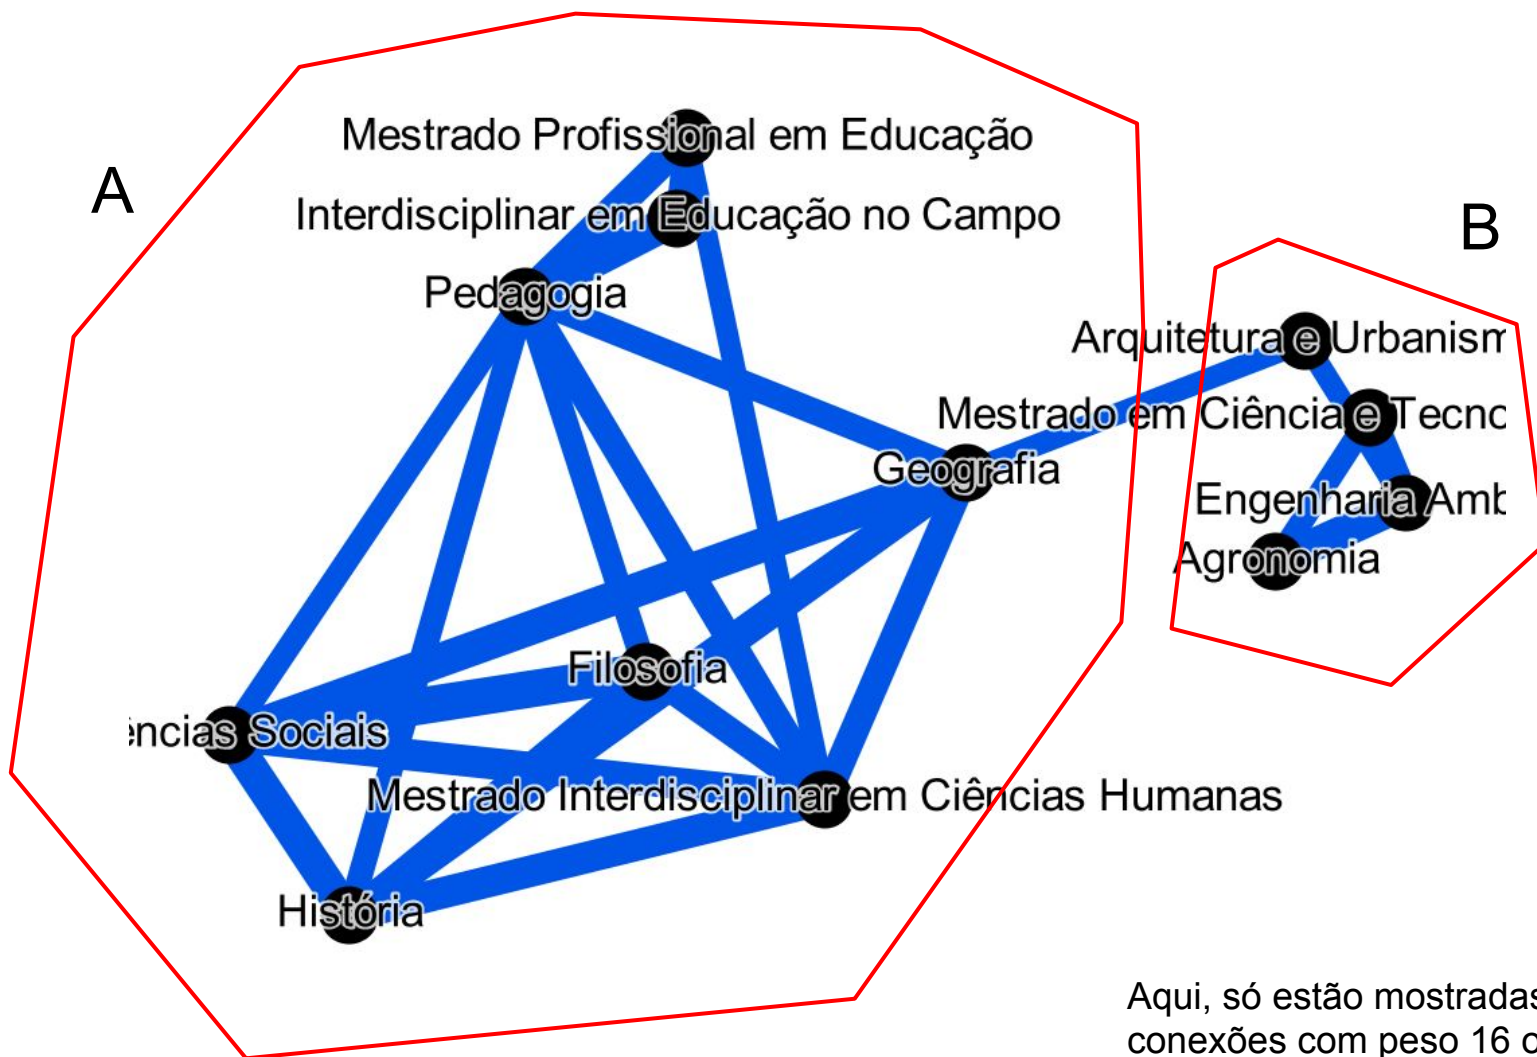 Mestrado Profissional em Educação
A
Interdisciplinar em Educação no Campo
B
Pedagogia
Arquitetura e Urbanism
Mestrado em Ciência e Tecno
Geografia
Engenharia Amb
Agronomia
Filosofia
ências Sociais
Mestrado Interdisciplinar em Ciências Humanas
História
Aqui, só estão mostradas
conexões com peso 16 o